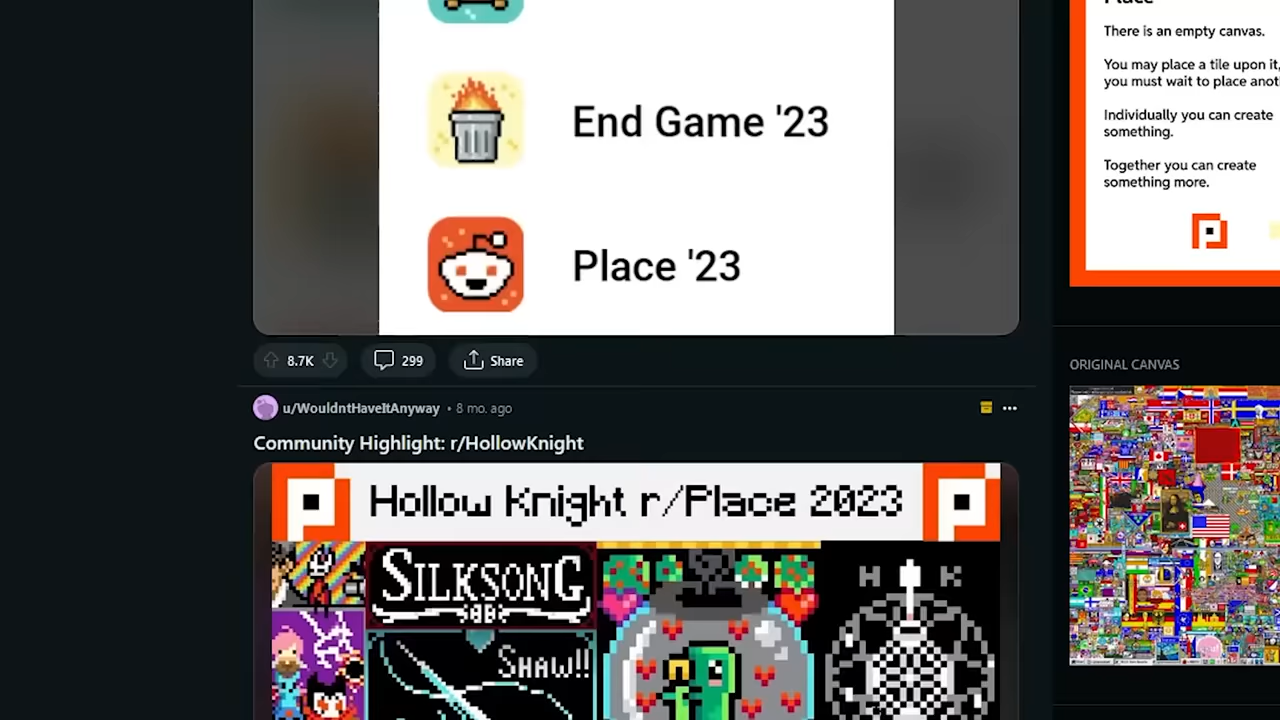 End Game '23
Place '23
8.7K
299
Share
u/WouldntHaveItAnyway
• 8 mo. ago
Community Highlight: r/HollowKnight
Hollow Knight r/Place 2023
SILKSONG
SHAW!!
H K
Place
There is an empty canvas.
You may place a tile upon it,
you must wait to place
Individually you can create
something.
Together you can create
something more.
ORIGINAL CANVAS